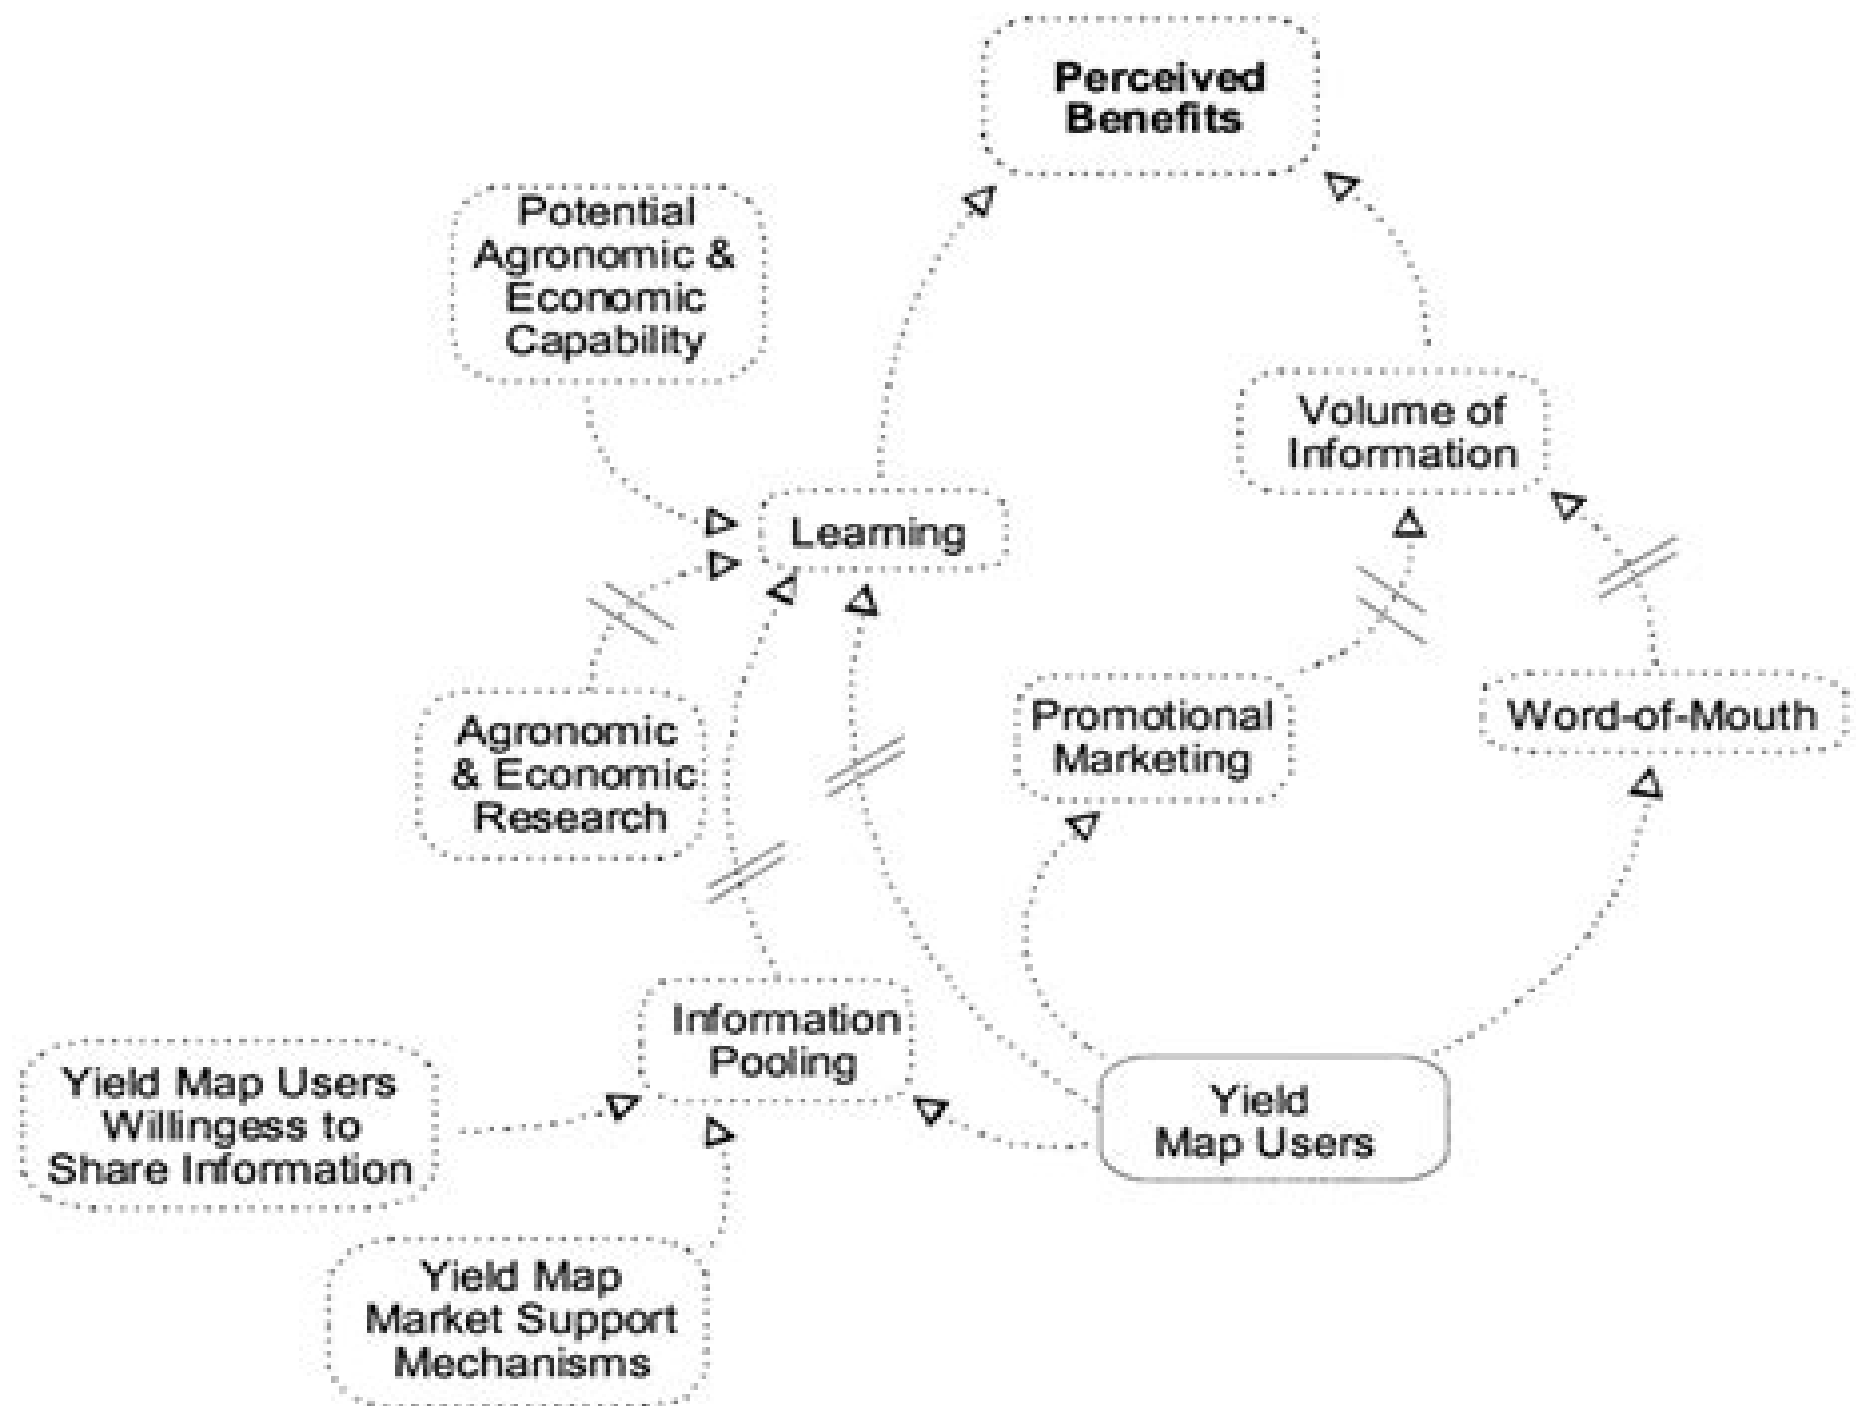 Perceived
Benefits
Potential
Agronomic &
Economic
Capability
Volume of
Information
Learning
Agronomic
& Economic
Research
Promotional
Marketing
Word-of-Mouth
Information
Pooling
Yield Map Users
Willingess to
Share Information
Yield
Map Users
Yield Map
Market Support
Mechanisms